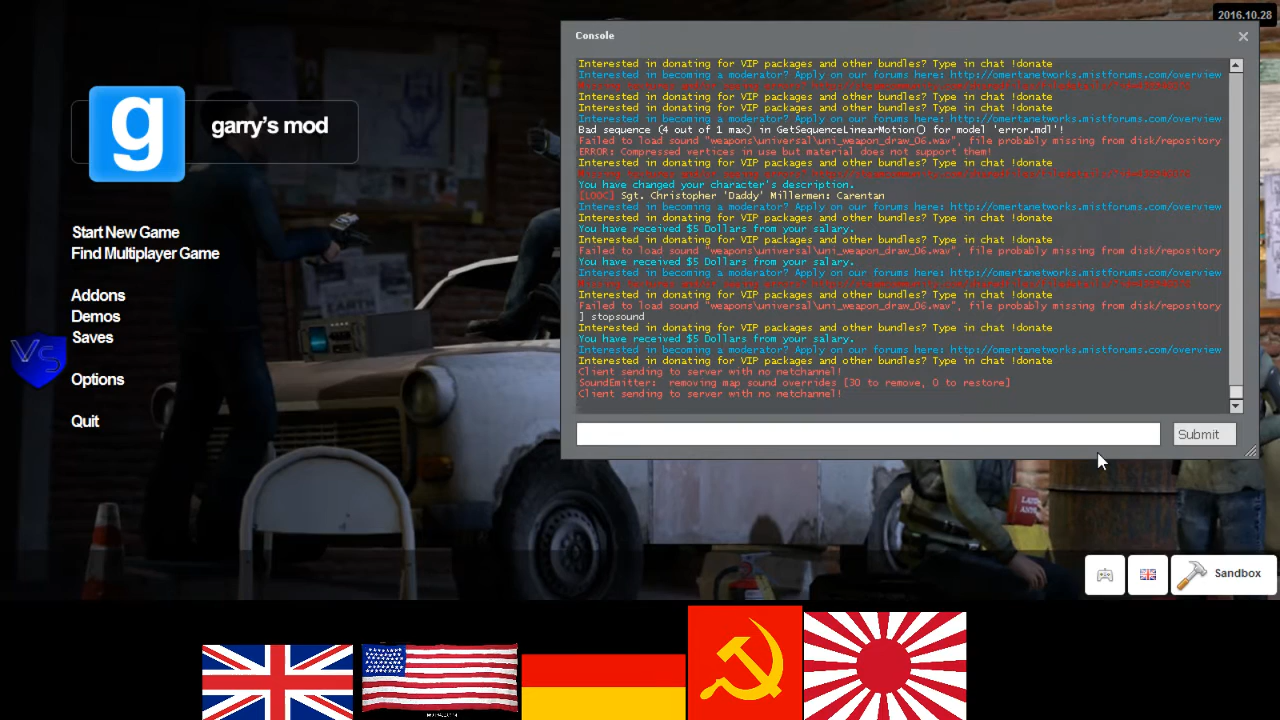 2016.10.28
g
garry's mod
Start New Game
Find Multiplayer Game
Addons
Demos
Saves
Options
Quit
VS
Console
Interested in donating for VIP packages and other bundles? Type in chat !donate
Interested in becoming a moderator? Apply on our forums here: http://omertanetworks.mistforums.com/overview
Interested in donating for VIP packages and other bundles? Type in chat !donate
Interested in donating for VIP packages and other bundles? Type in chat !donate
Interested in becoming a moderator? Apply on our forums here: http://omertanetworks.mistforums.com/overview
Bad sequence (4 out of 1 max) in GetSequenceLinearMotion() for model 'error.mdl'!
Failed to load sound "weapons\universal\uni_weapon_draw_06.wav", file probably missing from disk/repository
ERROR: Compressed vertices in use but material does not support them!
Interested in donating for VIP packages and other bundles? Type in chat !donate
You have changed your character's description.
[LOOC] Sgt. Christopher 'Daddy' Millermen: Carentan
Interested in becoming a moderator? Apply on our forums here: http://omertanetworks.mistforums.com/overview
Interested in donating for VIP packages and other bundles? Type in chat !donate
You have received $5 Dollars from your salary.
Interested in donating for VIP packages and other bundles? Type in chat !donate
Failed to load sound "weapons\universal\uni_weapon_draw_06.wav", file probably missing from disk/repository
You have received $5 Dollars from your salary.
Interested in becoming a moderator? Apply on our forums here: http://omertanetworks.mistforums.com/overview
Interested in donating for VIP packages and other bundles? Type in chat !donate
Failed to load sound "weapons\universal\uni_weapon_draw_06.wav", file probably missing from disk/repository
] stopsound
Interested in donating for VIP packages and other bundles? Type in chat !donate
You have received $5 Dollars from your salary.
Interested in becoming a moderator? Apply on our forums here: http://omertanetworks.mistforums.com/overview
Interested in donating for VIP packages and other bundles? Type in chat !donate
Client sending to server with no netchannel!
SoundEmitter: removing map sound overrides [30 to remove, 0 to restore]
Client sending to server with no netchannel!
Submit
Sandbox